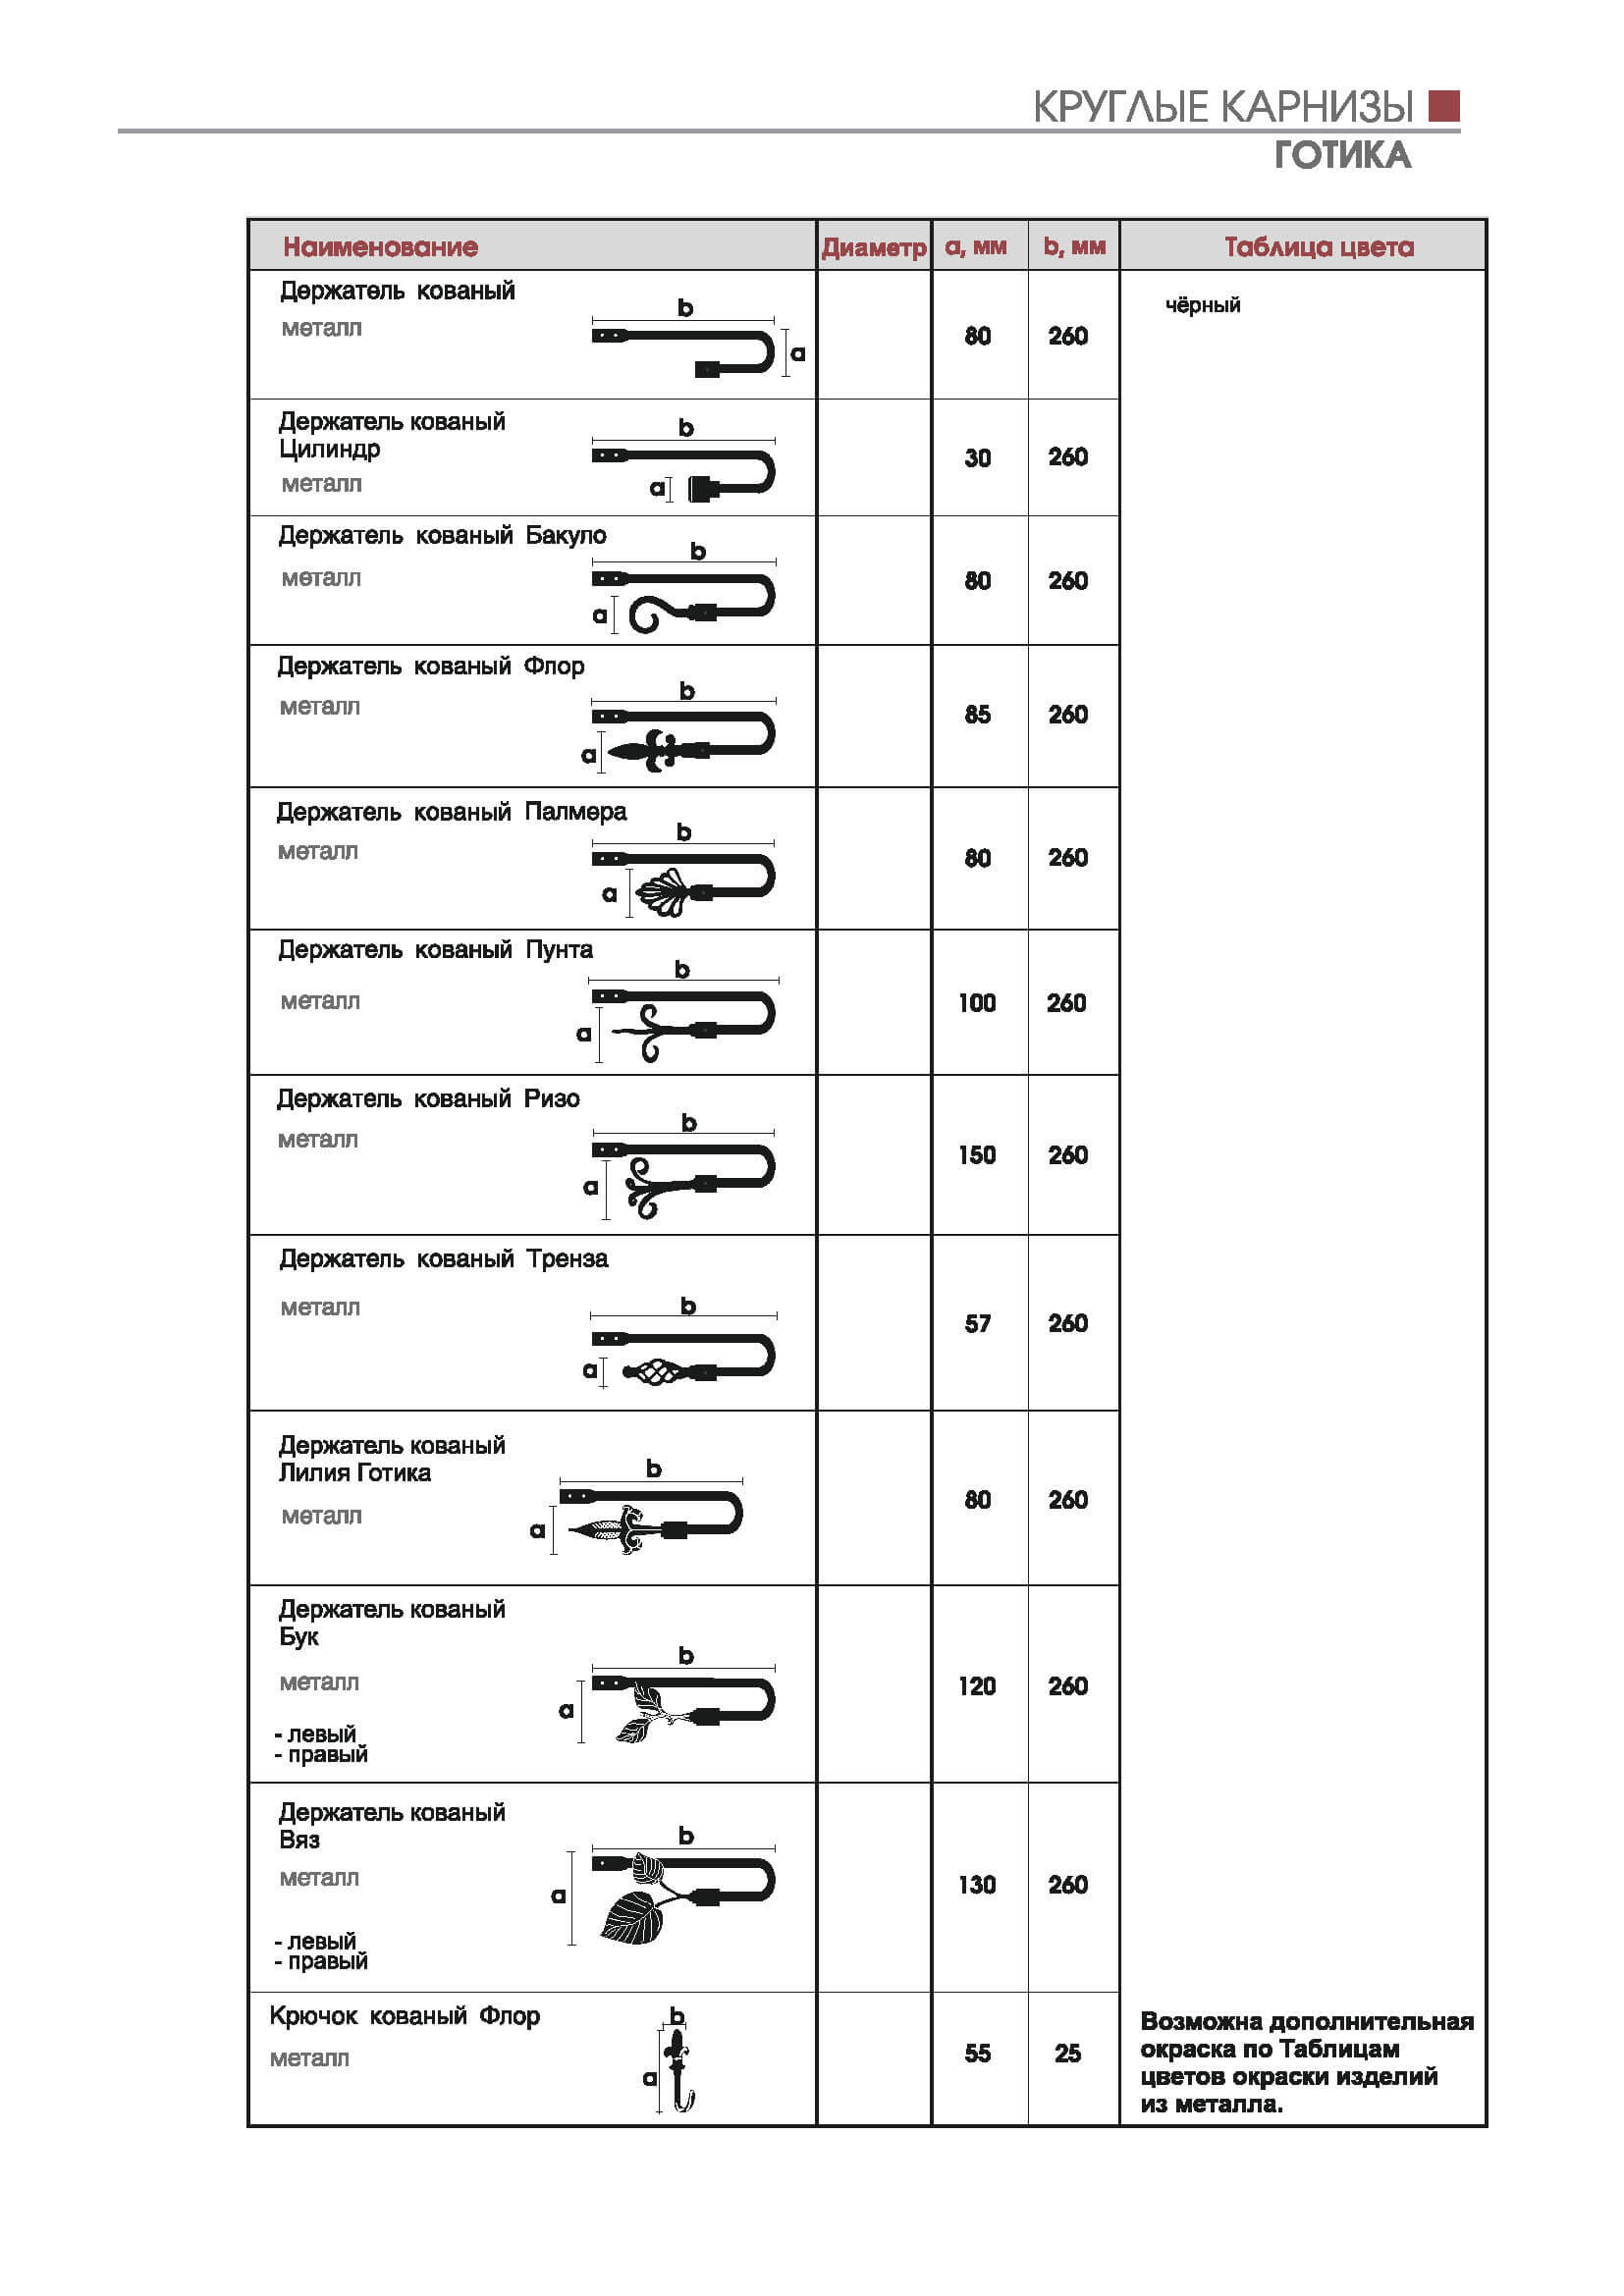 КРУГЛЫЕ КАРНИЗЫ
ГОТИКА
Наименование Диаметр a, мм b, мм Таблица цвета
Держатель кованый
металл
b
a
80 260
чёрный
Держатель кованый
Цилиндр
металл
b
a
30 260
Держатель кованый Бакуло
металл
b
a
80 260
Держатель кованый Флор
металл
b
a
85 260
Держатель кованый Палмера
металл
b
a
80 260
Держатель кованый Пунта
металл
b
a
100 260
Держатель кованый Ризо
металл
b
a
150 260
Держатель кованый Тренза
металл
b
a
57 260
Держатель кованый
Лилия Готика
металл
b
a
80 260
Держатель кованый
Бук
металл
- левый
- правый
b
a
120 260
Держатель кованый
Вяз
металл
- левый
- правый
b
a
130 260
Крючок кованый Флор
металл
b
a
55 25
Возможна дополнительная
окраска по Таблицам
цветов окраски изделий
из металла.